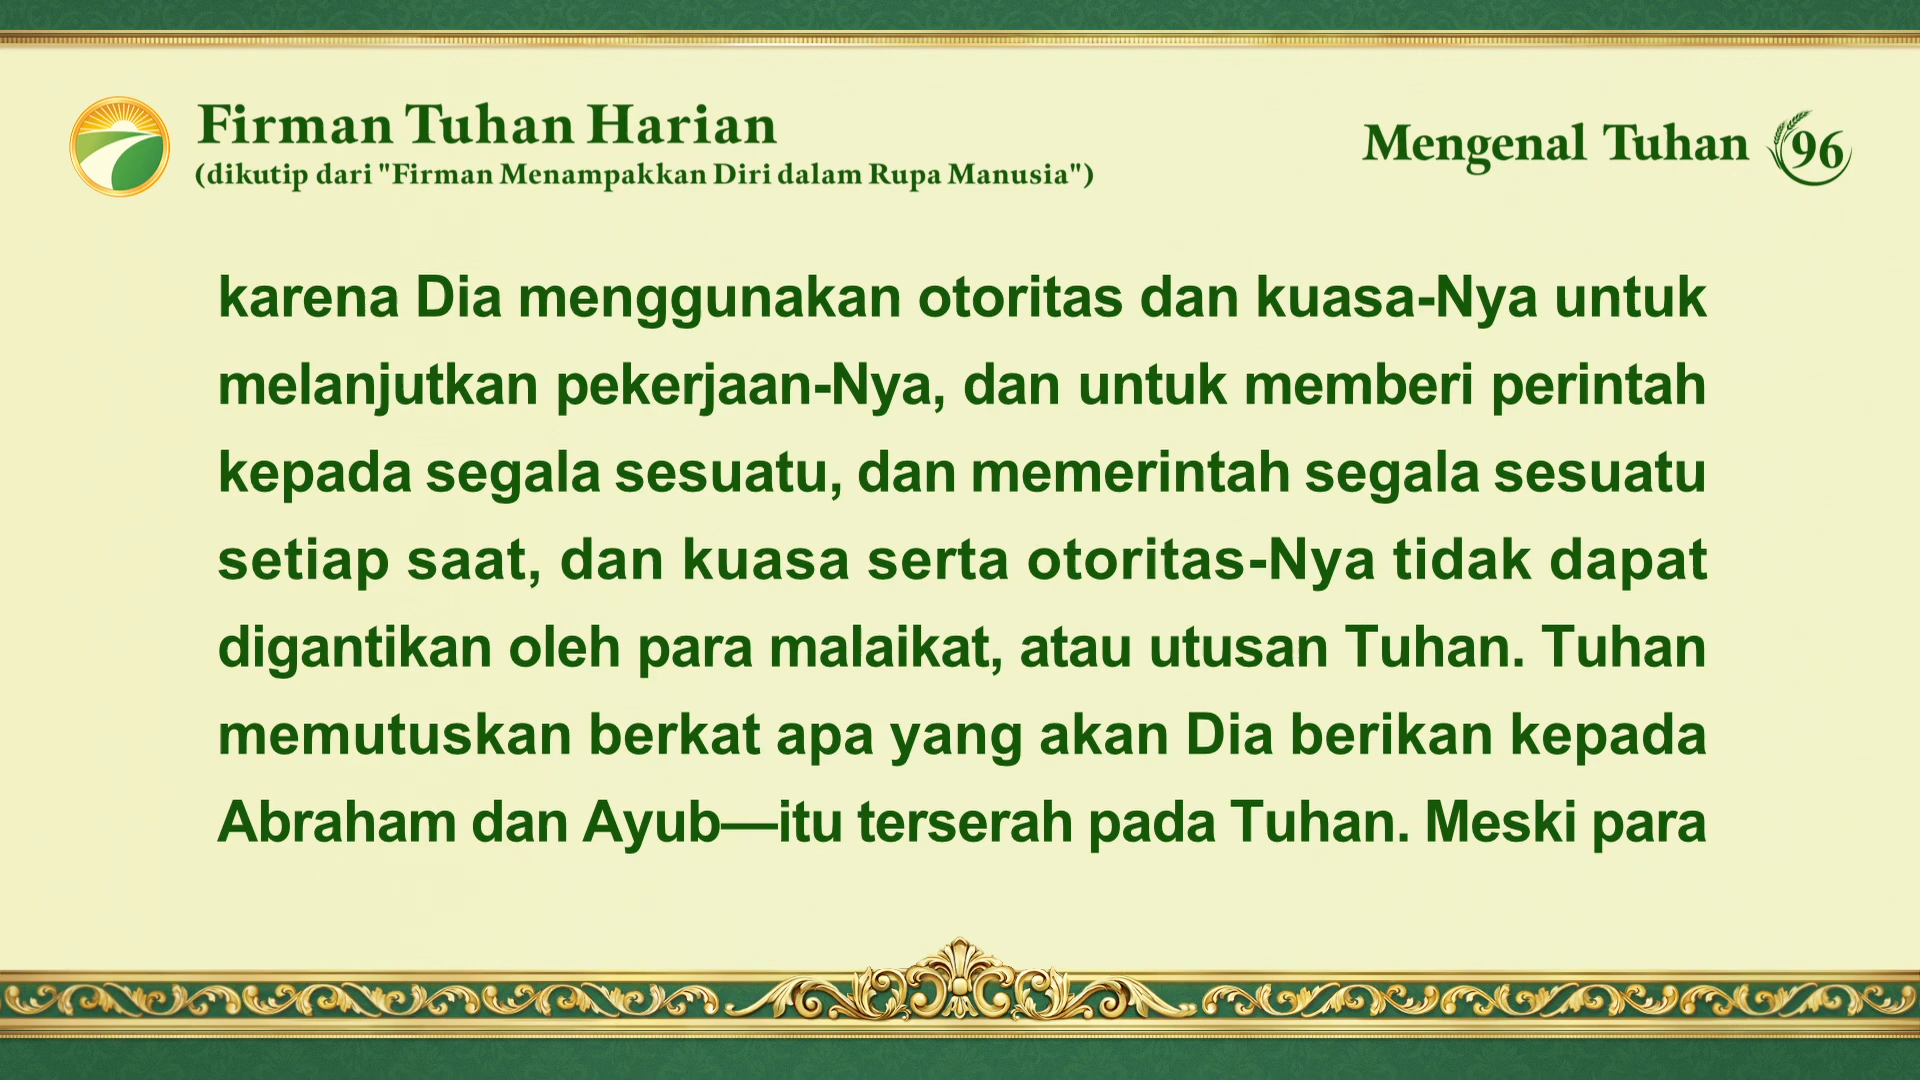 Firman Tuhan Harian
(dikutip dari "Firman Menampakkan Diri dalam Rupa Manusia")
Mengenal Tuhan 96
karena Dia menggunakan otoritas dan kuasa-Nya untuk
melanjutkan pekerjaan-Nya, dan untuk memberi perintah
kepada segala sesuatu, dan memerintah segala sesuatu
setiap saat, dan kuasa serta otoritas-Nya tidak dapat
digantikan oleh para malaikat, atau utusan Tuhan. Tuhan
memutuskan berkat apa yang akan Dia berikan kepada
Abraham dan Ayub—itu terserah pada Tuhan. Meski para